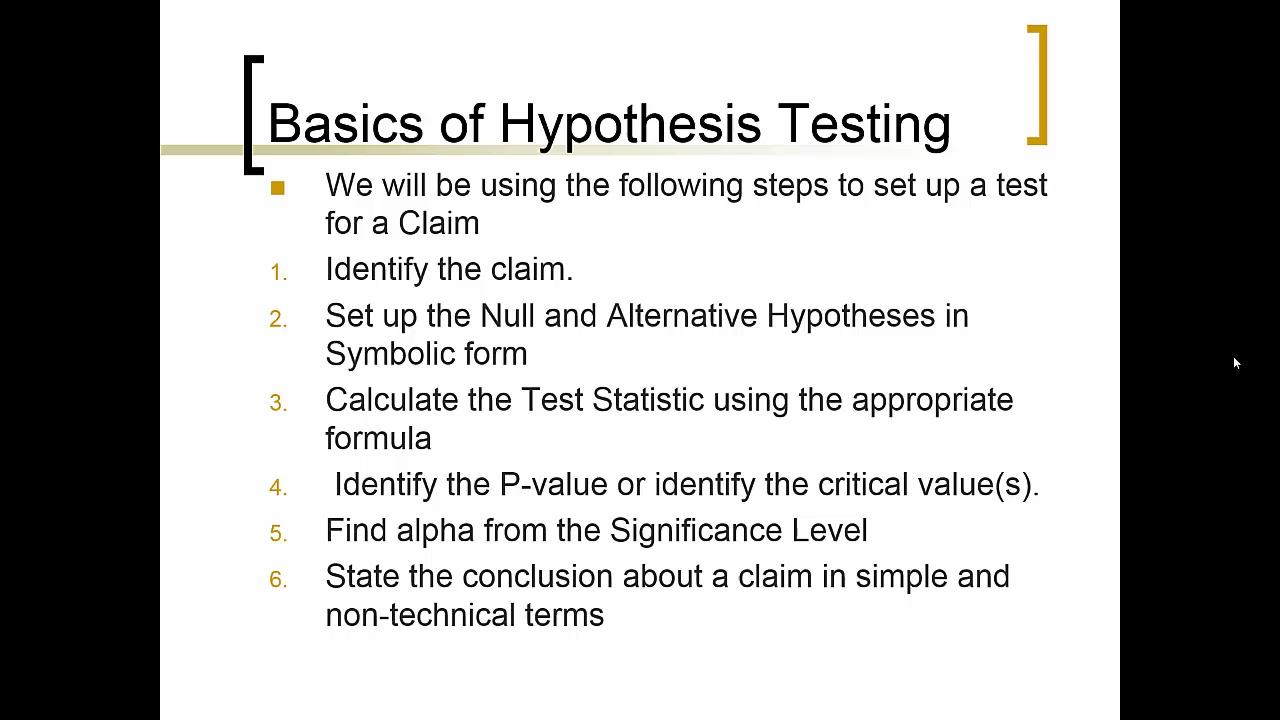 Basics of Hypothesis Testing
We will be using the following steps to set up a test
for a Claim
1. Identify the claim.
2. Set up the Null and Alternative Hypotheses in
Symbolic form
3. Calculate the Test Statistic using the appropriate
formula
4. Identify the P-value or identify the critical value(s).
5. Find alpha from the Significance Level
6. State the conclusion about a claim in simple and
non-technical terms